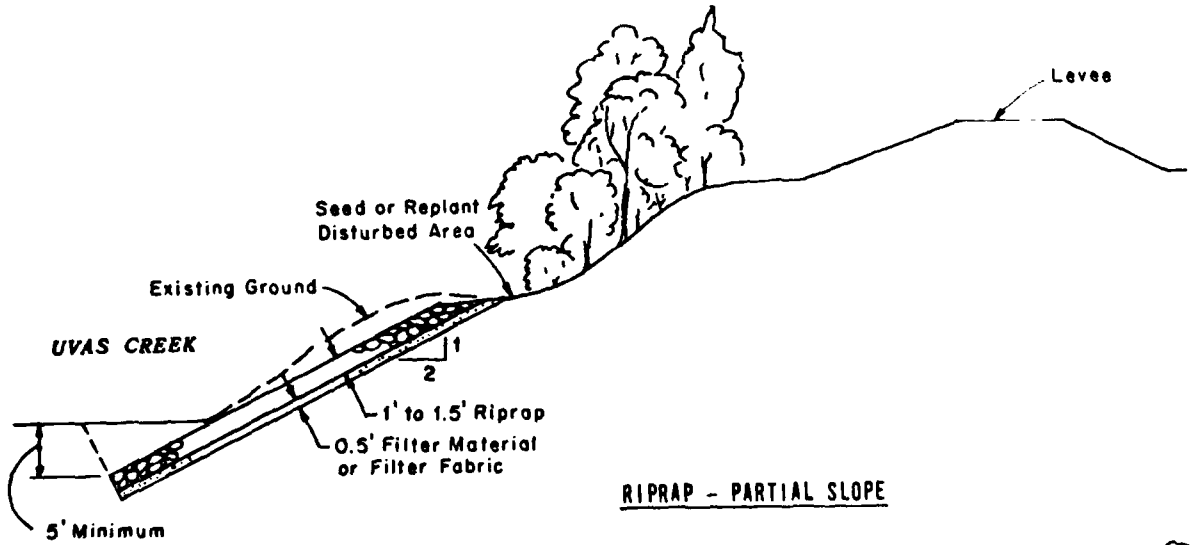 Levee
Seed or Replant
Disturbed Area
Existing Ground
UVAS CREEK
1
2
1' to 1.5' Riprap
0.5' Filter Material
or Filter Fabric
RIPRAP - PARTIAL SLOPE
5' Minimum